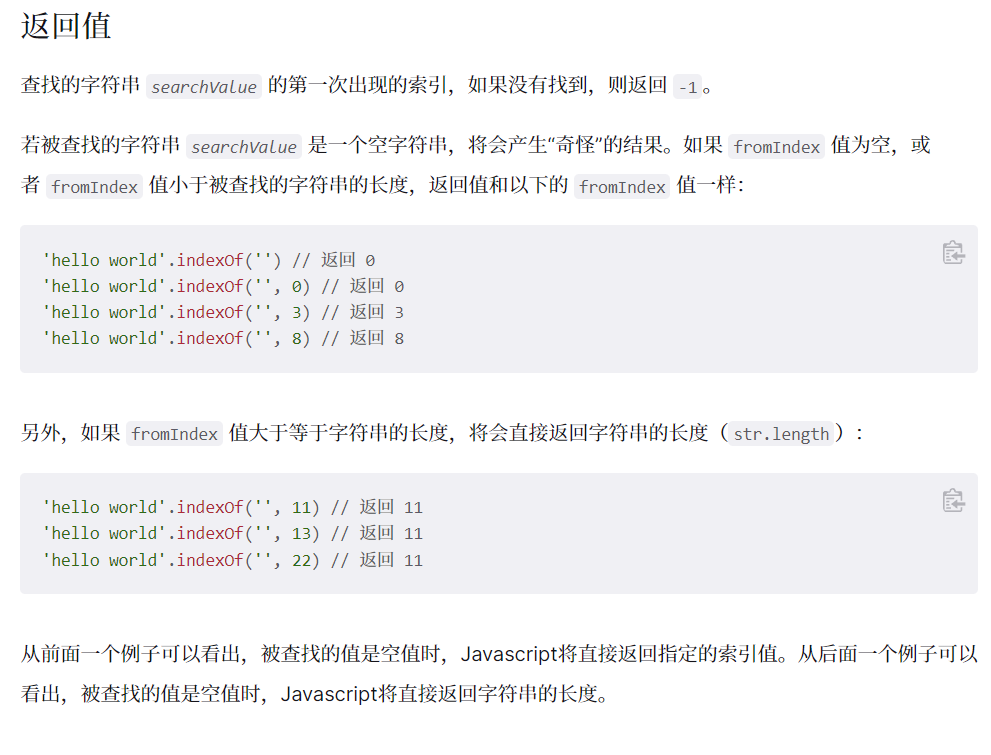 返回值
查找的字符串 searchValue 的第一次出现的索引，如果没有找到，则返回 -1。
若被查找的字符串 searchValue 是一个空字符串，将会产生“奇怪”的结果。如果 fromIndex 值为空，或
者 fromIndex 值小于被查找的字符串的长度，返回值和以下的 fromIndex 值一样：
'hello world'.indexOf('') // 返回 0
'hello world'.indexOf('', 0) // 返回 0
'hello world'.indexOf('', 3) // 返回 3
'hello world'.indexOf('', 8) // 返回 8
另外，如果 fromIndex 值大于等于字符串的长度，将会直接返回字符串的长度（str.length）：
'hello world'.indexOf('', 11) // 返回 11
'hello world'.indexOf('', 13) // 返回 11
'hello world'.indexOf('', 22) // 返回 11
从前面一个例子可以看出，被查找的值是空值时，Javascript将直接返回指定的索引值。从后面一个例子可以
看出，被查找的值是空值时，Javascript将直接返回字符串的长度。